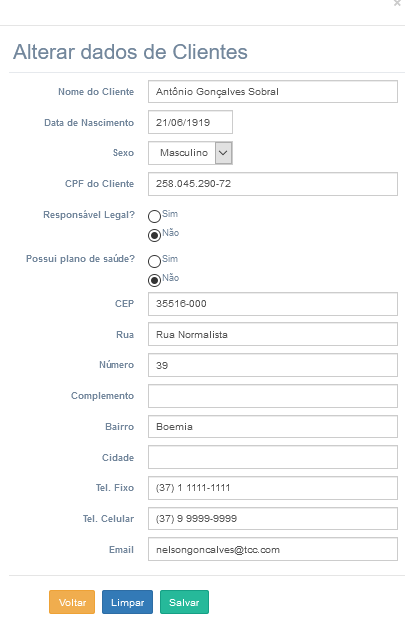 ×
Alterar dados de Clientes
Nome do Cliente Antônio Gonçalves Sobral
Data de Nascimento 21/06/1919
Sexo Masculino
CPF do Cliente 258.045.290-72
Responsável Legal? Sim
Não
Possui plano de saúde? Sim
Não
CEP 35516-000
Rua Rua Normalista
Número 39
Complemento
Bairro Boemia
Cidade
Tel. Fixo (37) 1 1111-1111
Tel. Celular (37) 9 9999-9999
Email nelsongoncalves@tcc.com
Voltar Limpar Salvar